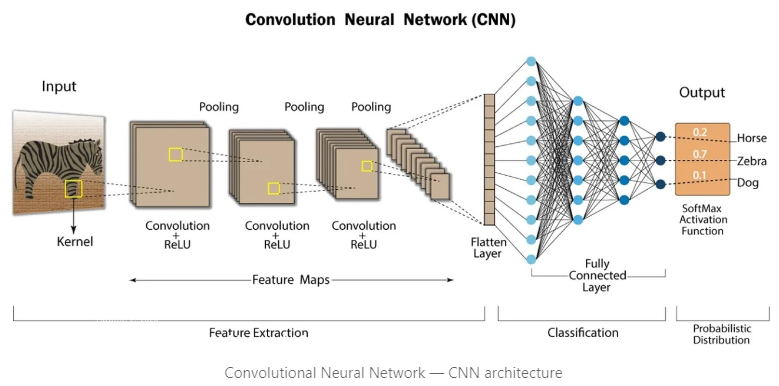 Convolution Neural Network (CNN)
Input
Kernel
Pooling
Pooling
Pooling
Convolution
+
ReLU
Convolution
+
ReLU
Convolution
+
ReLU
Feature Maps
Flatten
Layer
Fully
Connected
Layer
Output
0.2
Horse
0.7
Zebra
0.1
Dog
SoftMax
Activation
Function
Feature Extraction
Classification
Probabilistic
Distribution
Convolutional Neural Network — CNN architecture